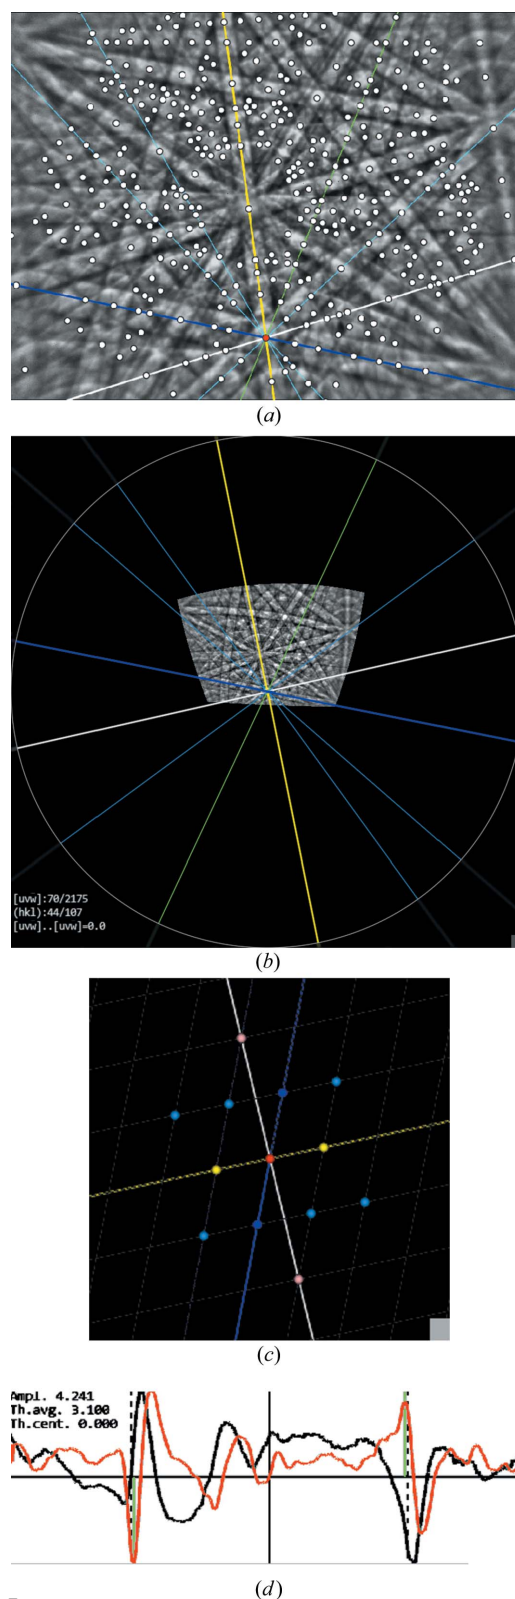 (a)
[uvw]:70/2175
(hkl):44/107
[uvw]..[uvw]=0.0
(b)
(c)
Ampl. 4.241
Th.avg. 3.100
Th.cent. 0.000
(d)